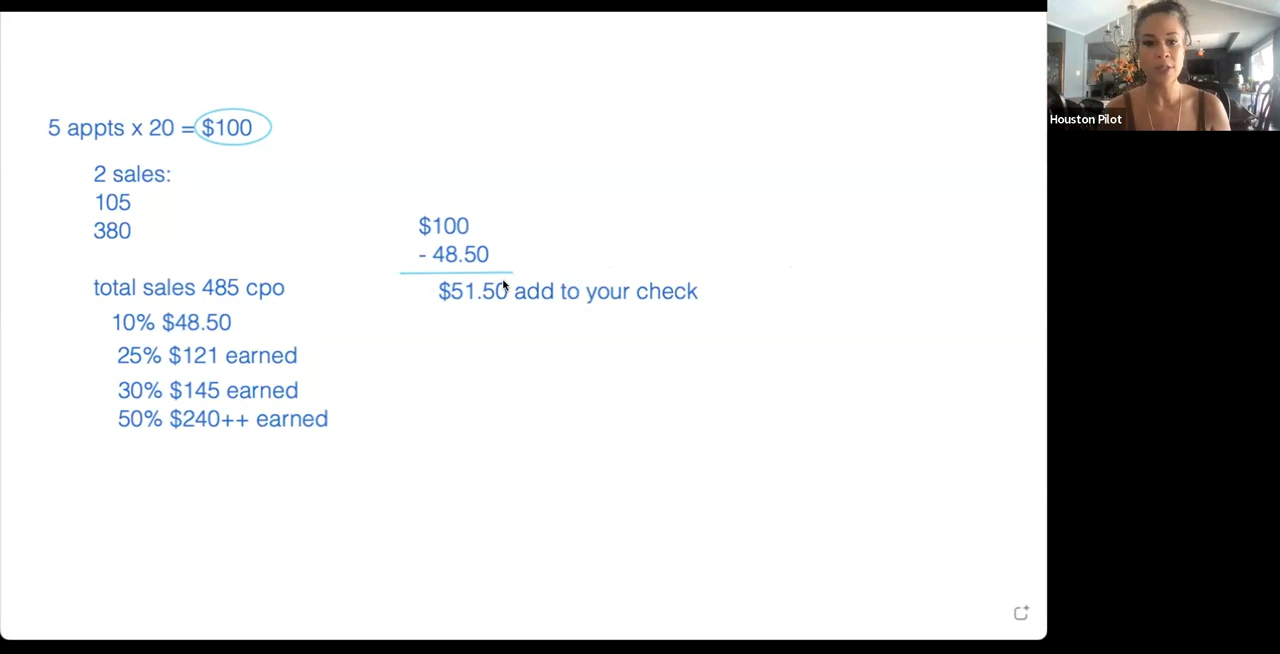 5 appts x 20 = $100
2 sales:
105
380
total sales 485 cpo
10% $48.50
25% $121 earned
30% $145 earned
50% $240++ earned
$100
- 48.50
$51.50 add to your check
Houston Pilot